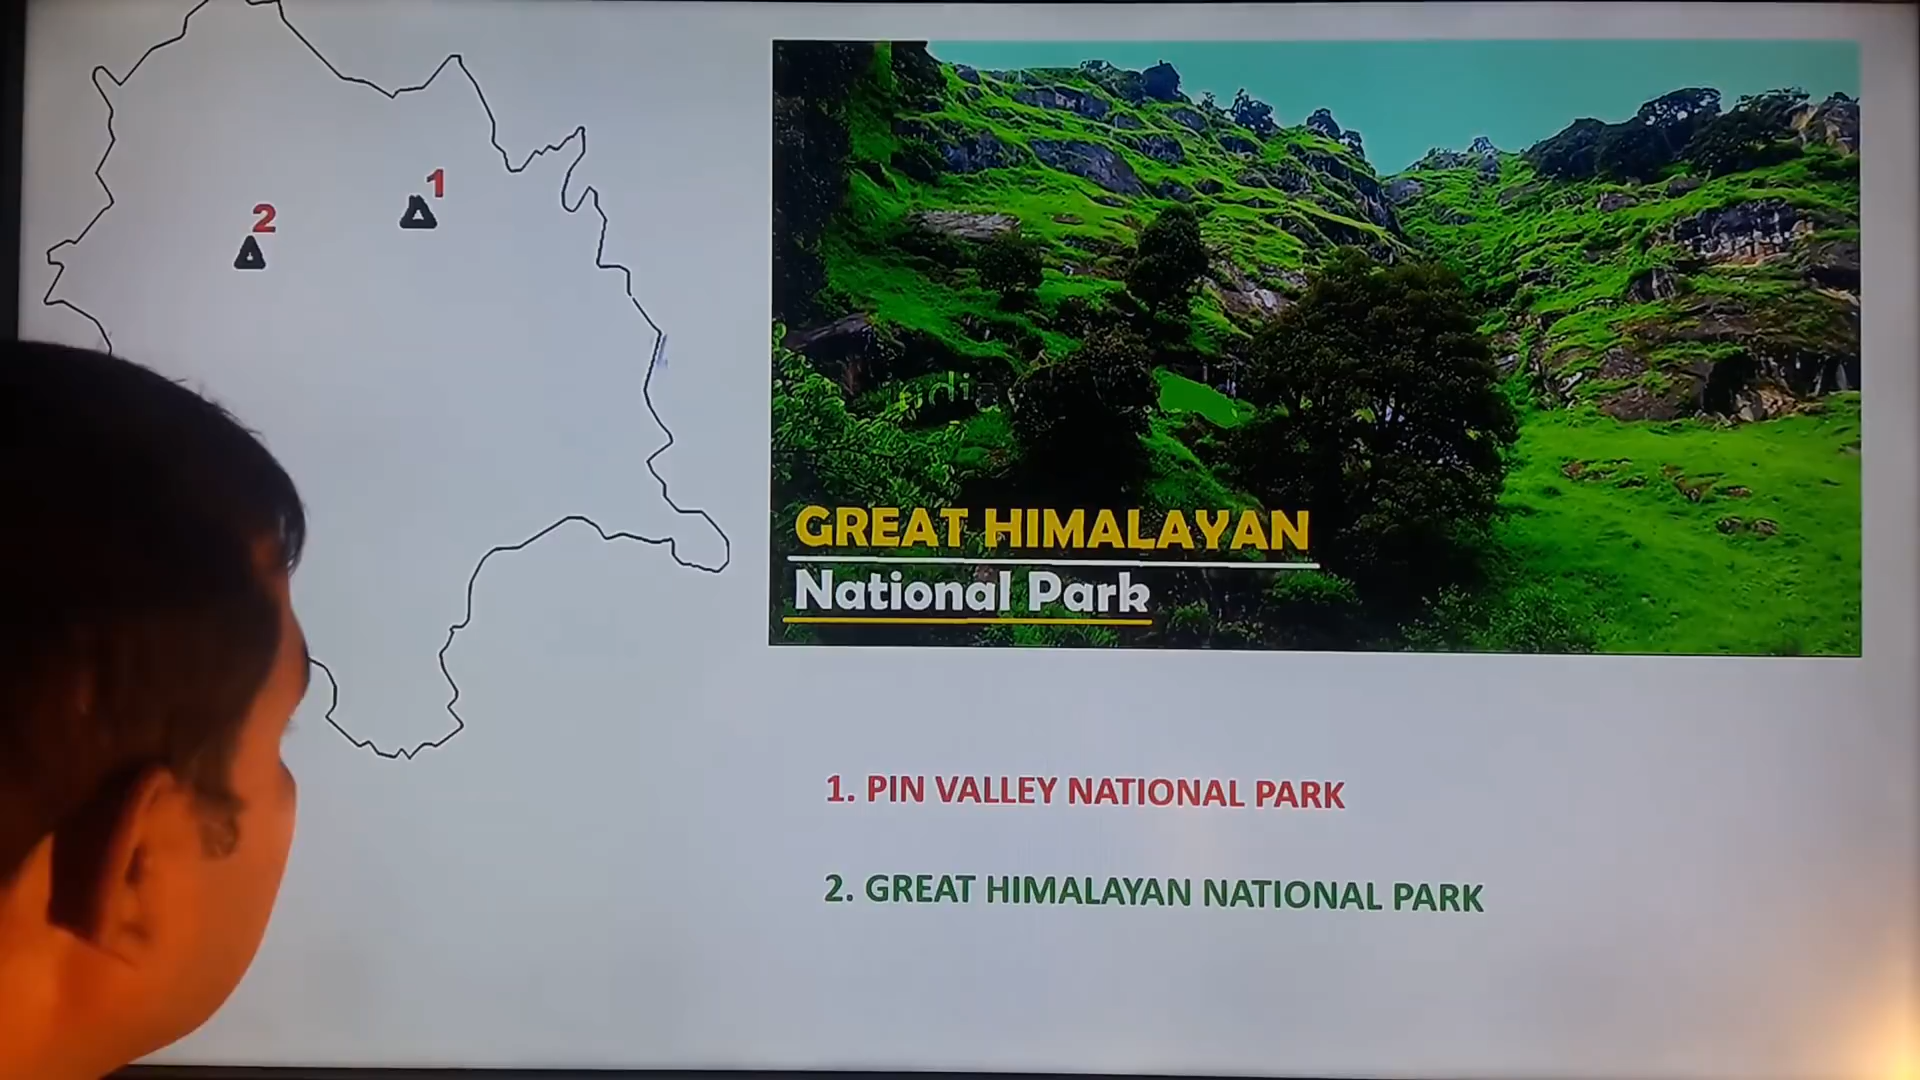 1
2
GREAT HIMALAYAN
National Park
1. PIN VALLEY NATIONAL PARK
2. GREAT HIMALAYAN NATIONAL PARK